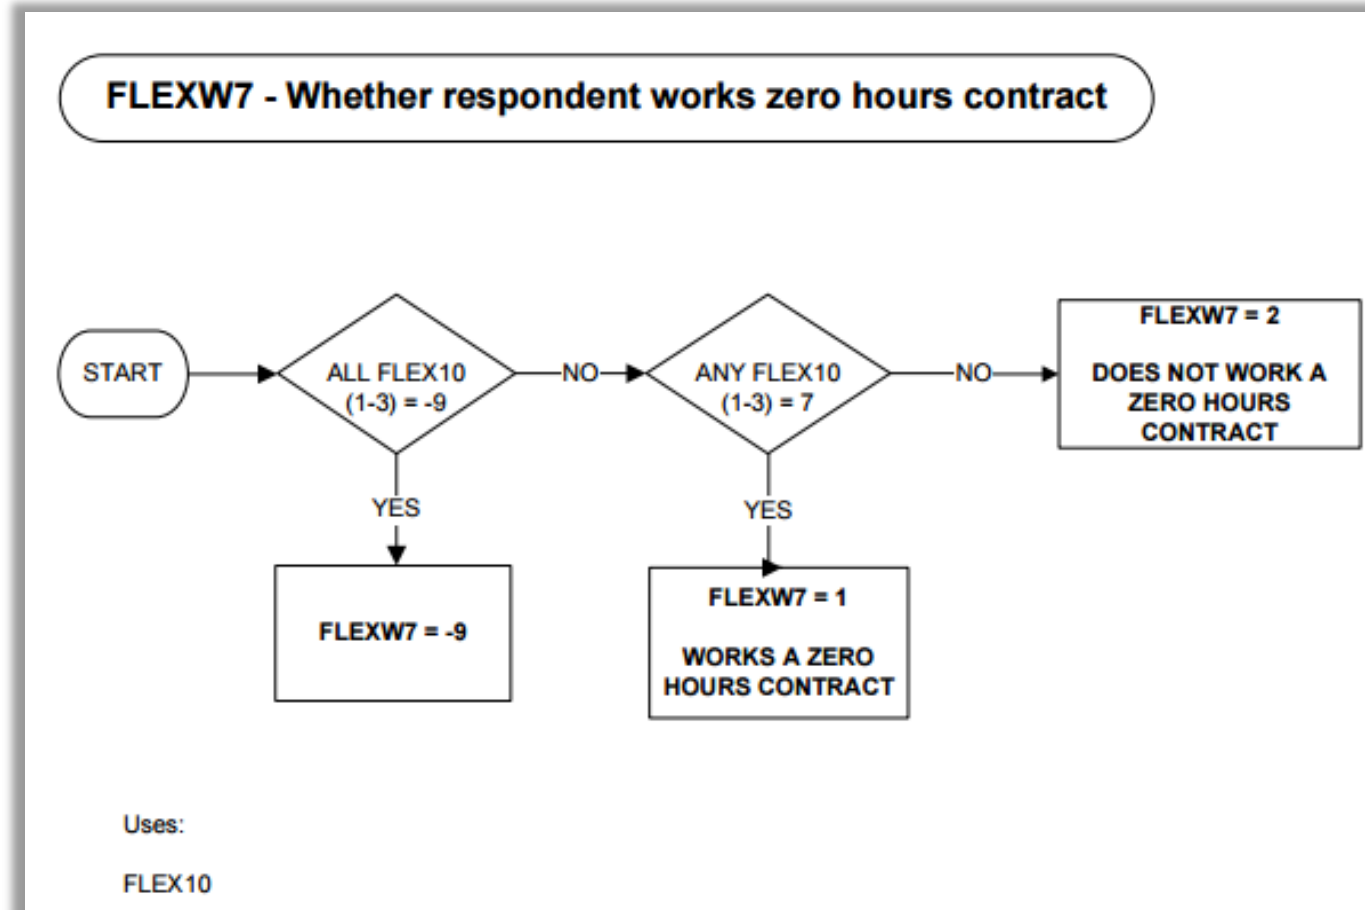 FLEXW7 - Whether respondent works zero hours contract
START
ALL FLEX10
(1-3) = -9
NO
ANY FLEX10
(1-3) = 7
NO
FLEXW7 = 2
DOES NOT WORK A
ZERO HOURS
CONTRACT
YES
YES
FLEXW7 = -9
FLEXW7 = 1
WORKS A ZERO
HOURS CONTRACT
Uses:
FLEX10